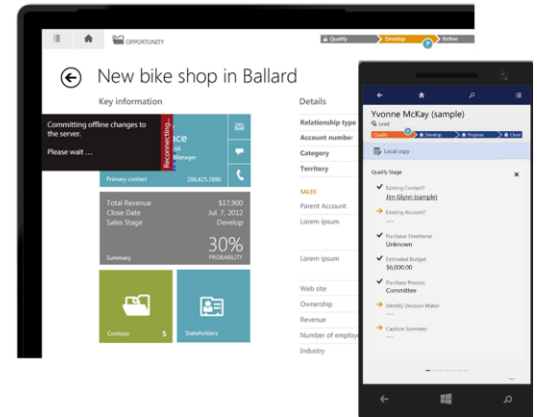 OPPORTUNITY
Qualify
Develop
Refine
New bike shop in Ballard
Key information
Committing offline changes to
the server.
Please wait ...
Reconnecting...
ce
Manager
Primary contact
206.425.7890
Total Revenue
$37,900
Close Date
Jul. 7, 2012
Sales Stage
Develop
30%
Summary
PROBABILITY
Contoso
$
Stakeholders
Details
Relationship type
Account number
Category
Territory
SALES
Parent Account
Lorem ipsum
Lorem ipsum
Web site
Ownership
Revenue
Number of employe
Industry
Yvonne McKay (sample)
Lead
Qualify
Develop
Propose
Close
Local copy
Qualify Stage
Existing Contact?
Jim Glynn (sample)
Existing Account?
---
Purchase Timeframe
Unknown
Estimated Budget
$6,000.00
Purchase Process
Committee
Identify Decision Maker
---
Capture Summary
---
...